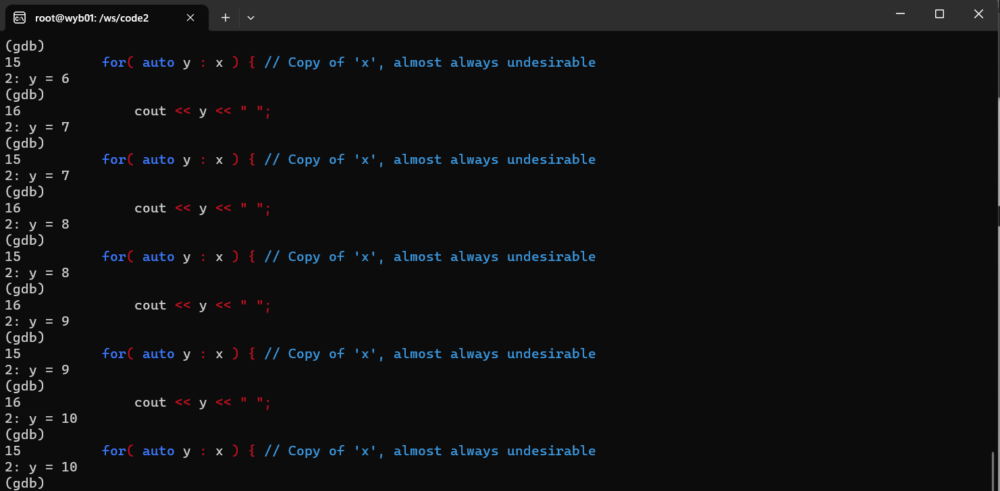 root@wyb01: /ws/code2
(gdb)
15          for( auto y : x ) { // Copy of 'x', almost always undesirable
2: y = 6
(gdb)
16              cout << y << " ";
2: y = 7
(gdb)
15          for( auto y : x ) { // Copy of 'x', almost always undesirable
2: y = 7
(gdb)
16              cout << y << " ";
2: y = 8
(gdb)
15          for( auto y : x ) { // Copy of 'x', almost always undesirable
2: y = 8
(gdb)
16              cout << y << " ";
2: y = 9
(gdb)
15          for( auto y : x ) { // Copy of 'x', almost always undesirable
2: y = 9
(gdb)
16              cout << y << " ";
2: y = 10
(gdb)
15          for( auto y : x ) { // Copy of 'x', almost always undesirable
2: y = 10
(gdb)